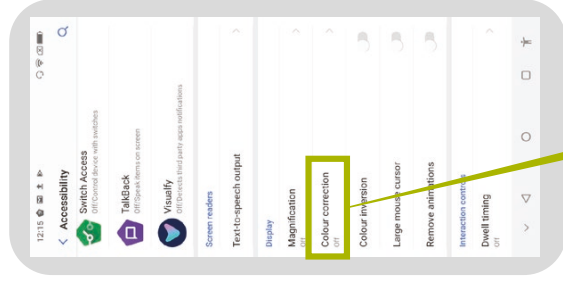 12:15
Accessibility
Switch Access
Off/Control device with switches
TalkBack
Off/Speak items on screen
Visualfy
Off/Detects third party apps notifications
Screen readers
Text-to-speech output
Display
Magnification
Off
Colour correction
Off
Colour inversion
Large mouse cursor
Remove animations
Interaction controls
Dwell timing
Off